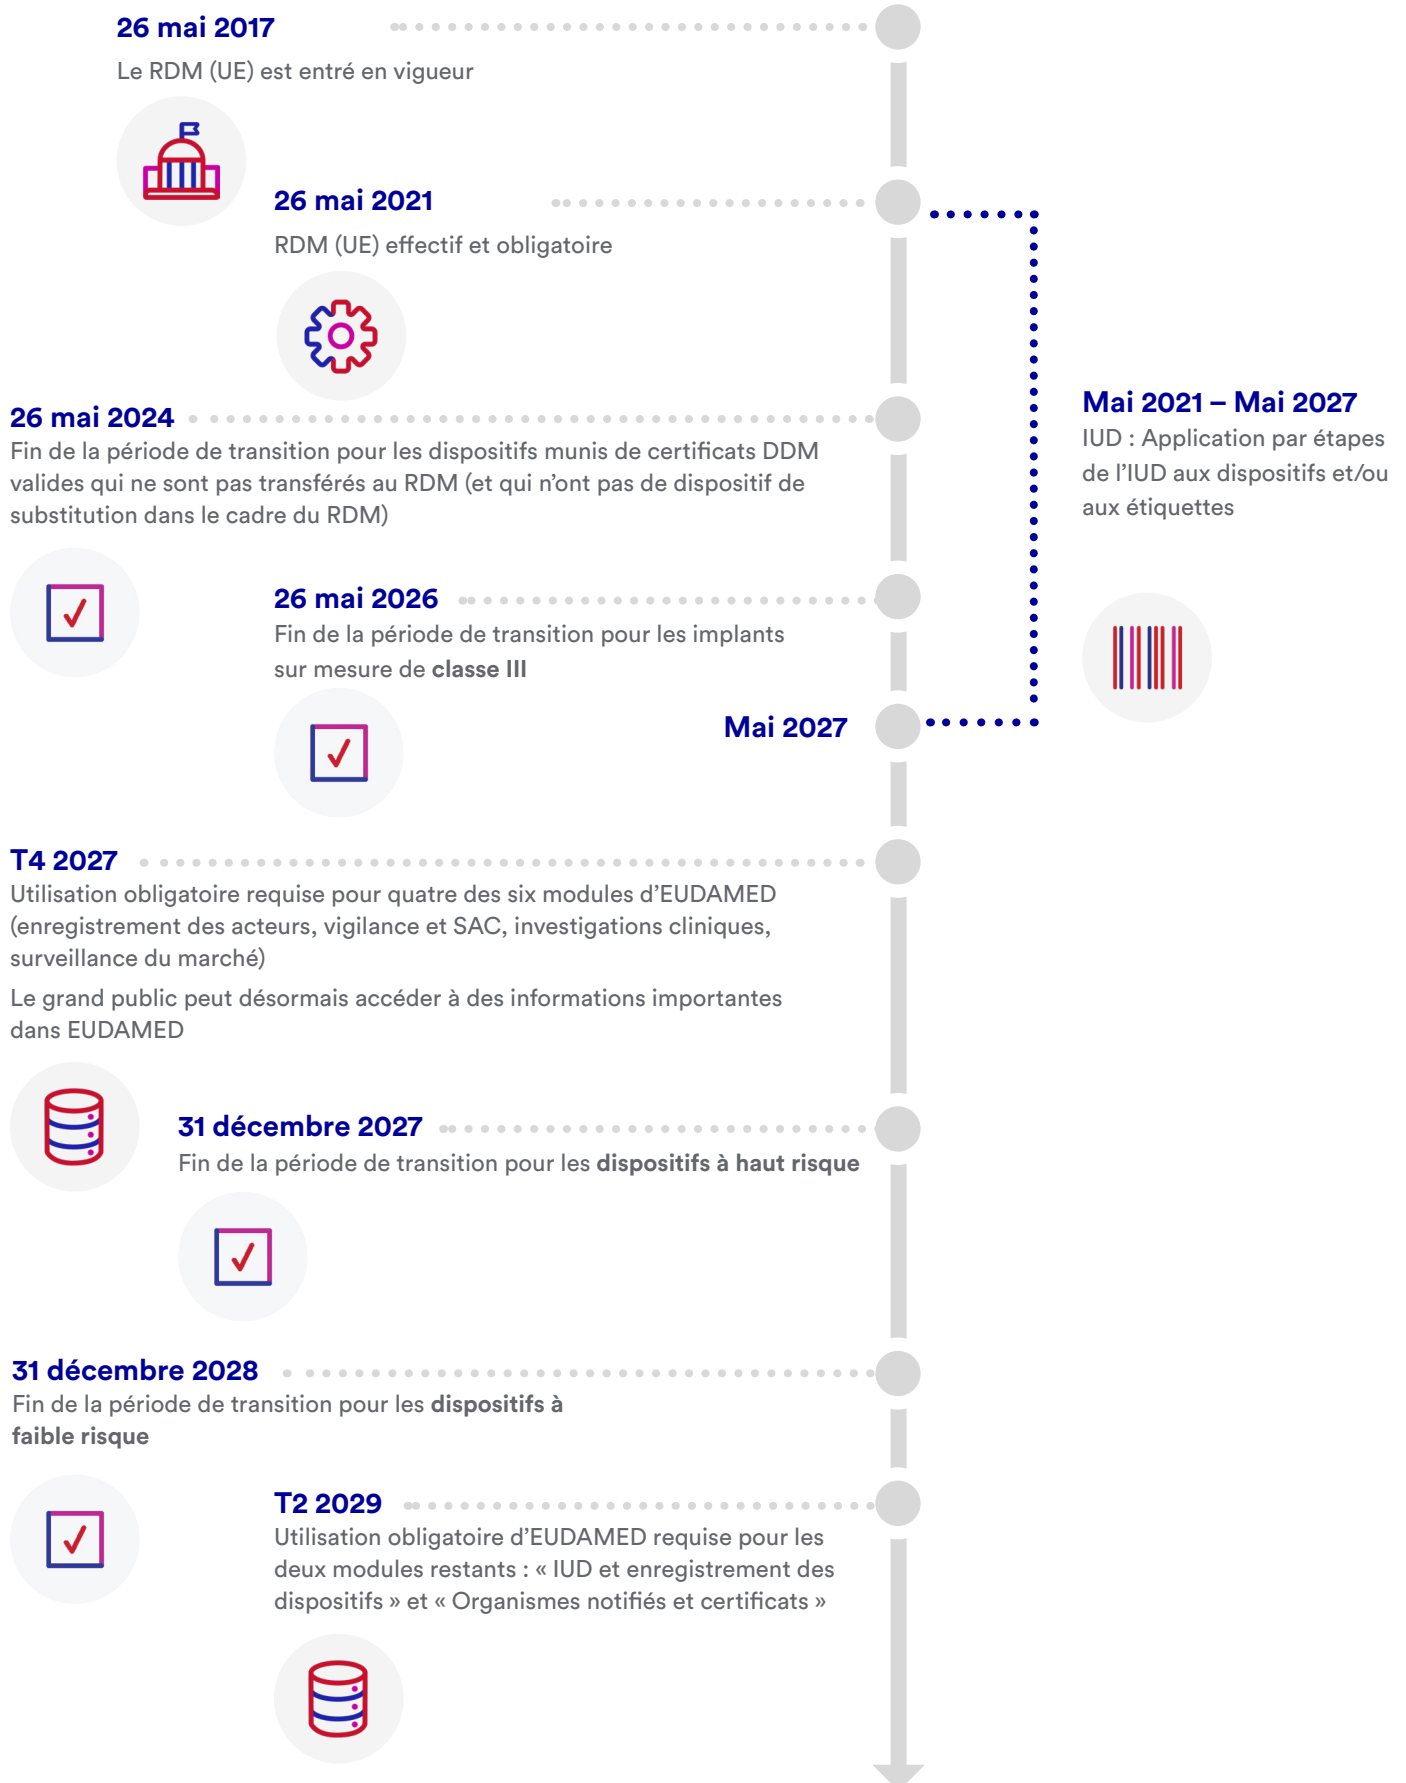 26 mai 2017
Le RDM (UE) est entré en vigueur
26 mai 2021
RDM (UE) effectif et obligatoire
26 mai 2024
Fin de la période de transition pour les dispositifs munis de certificats DDM
valides qui ne sont pas transférés au RDM (et qui n’ont pas de dispositif de
substitution dans le cadre du RDM)
Mai 2021 – Mai 2027
IUD : Application par étapes
de l’IUD aux dispositifs et/ou
aux étiquettes
26 mai 2026
Fin de la période de transition pour les implants
sur mesure de classe III
Mai 2027
T4 2027
Utilisation obligatoire requise pour quatre des six modules d’EUDAMED
(enregistrement des acteurs, vigilance et SAC, investigations cliniques,
surveillance du marché)
Le grand public peut désormais accéder à des informations importantes
dans EUDAMED
31 décembre 2027
Fin de la période de transition pour les dispositifs à haut risque
31 décembre 2028
Fin de la période de transition pour les dispositifs à
faible risque
T2 2029
Utilisation obligatoire d’EUDAMED requise pour les
deux modules restants : « IUD et enregistrement des
dispositifs » et « Organismes notifiés et certificats »